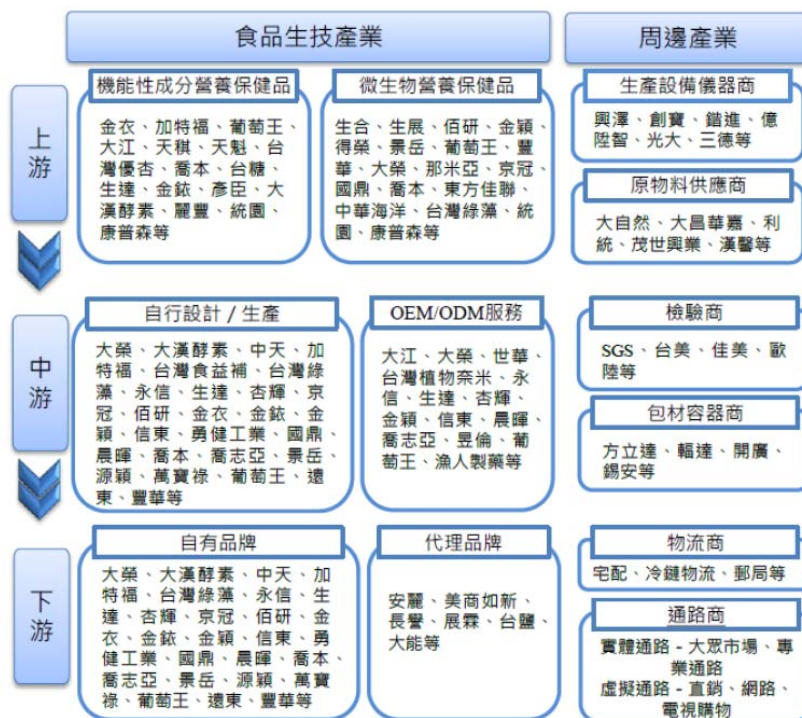 食品生技產業
周邊產業
上游
機能性成分營養保健品
金衣、加特福、葡萄王、
大江、天祺、天魁、台
灣優杏、喬本、台糖、
生達、金銥、彥臣、大
漢酵素、麗豐、統園、
康普森等
微生物營養保健品
生合、生展、佰研、金穎、
得榮、景岳、葡萄王、豐
華、大榮、那米亞、京冠、
國鼎、喬本、東方佳聯、
中華海洋、台灣綠藻、統
園、康普森等
生產設備儀器商
興澤、創寶、鍇進、億
陞智、光大、三德等
原物料供應商
大自然、大昌華嘉、利
統、茂世興業、漢馨等
中游
自行設計 / 生產
大榮、大漢酵素、中天、加
特福、台灣食益補、台灣綠
藻、永信、生達、杏輝、京
冠、佰研、金衣、金銥、金
穎、信東、勇健工業、國鼎、
晨暉、喬本、喬志亞、景岳、
源穎、萬寶祿、葡萄王、遠
東、豐華等
OEM/ODM服務
大江、大榮、世華、
台灣植物奈米、永
信、生達、杏輝、
金穎、信東、晨暉、
喬志亞、昱倫、葡
萄王、漁人製藥等
檢驗商
SGS、台美、佳美、歐
陸等
包材容器商
方立達、輻達、開廣、
錫安等
下游
自有品牌
大榮、大漢酵素、中天、加
特福、台灣綠藻、永信、生
達、杏輝、京冠、佰研、金
衣、金銥、金穎、信東、勇
健工業、國鼎、晨暉、喬本、
喬志亞、景岳、源穎、萬寶
祿、葡萄王、遠東、豐華等
代理品牌
安麗、美商如新、
長譽、展霖、台鹽、
大能等
物流商
宅配、冷鏈物流、郵局等
通路商
實體通路 - 大眾市場、專
業通路
虛擬通路 - 直銷、網路、
電視購物